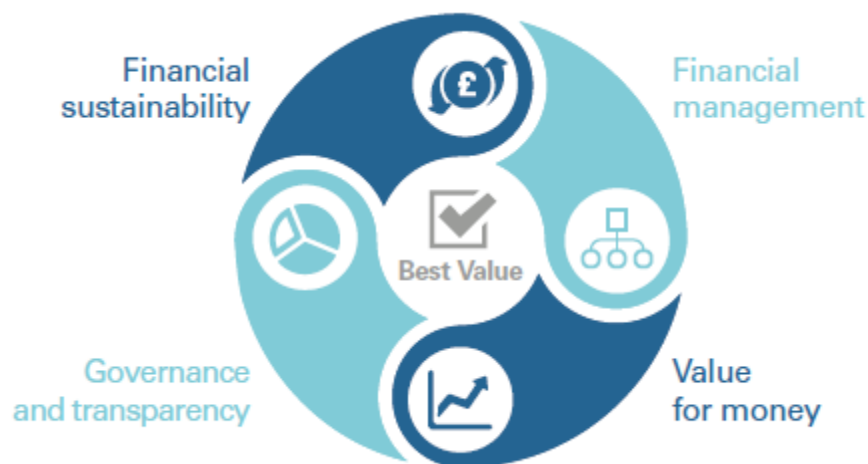 Financial
sustainability
£
Financial
management
Best Value
Governance
and transparency
Value
for money